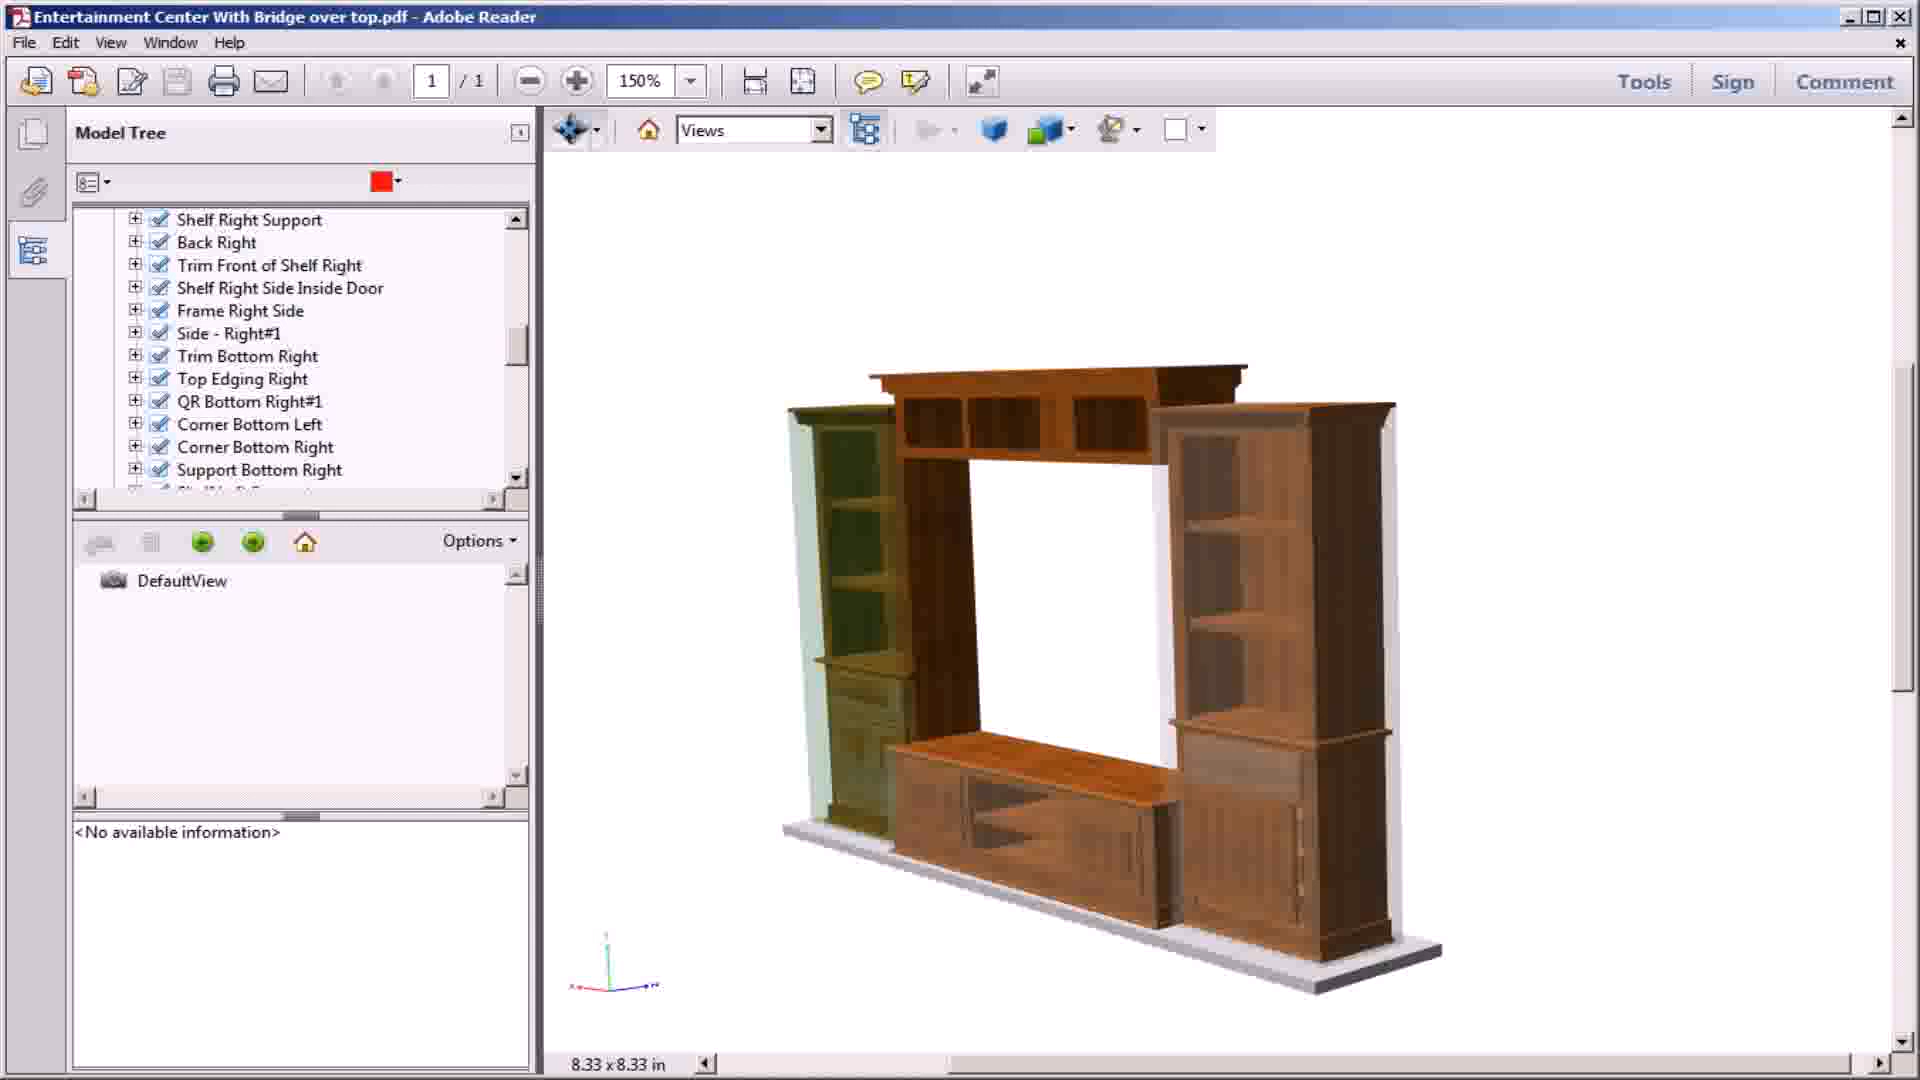 Entertainment Center With Bridge over top.pdf - Adobe Reader
File Edit View Window Help
1 / 1 150% Tools Sign Comment
Model Tree
Views
Shelf Right Support
Back Right
Trim Front of Shelf Right
Shelf Right Side Inside Door
Frame Right Side
Side - Right#1
Trim Bottom Right
Top Edging Right
QR Bottom Right#1
Corner Bottom Left
Corner Bottom Right
Support Bottom Right
Options
DefaultView
<No available information>
8.33 x 8.33 in